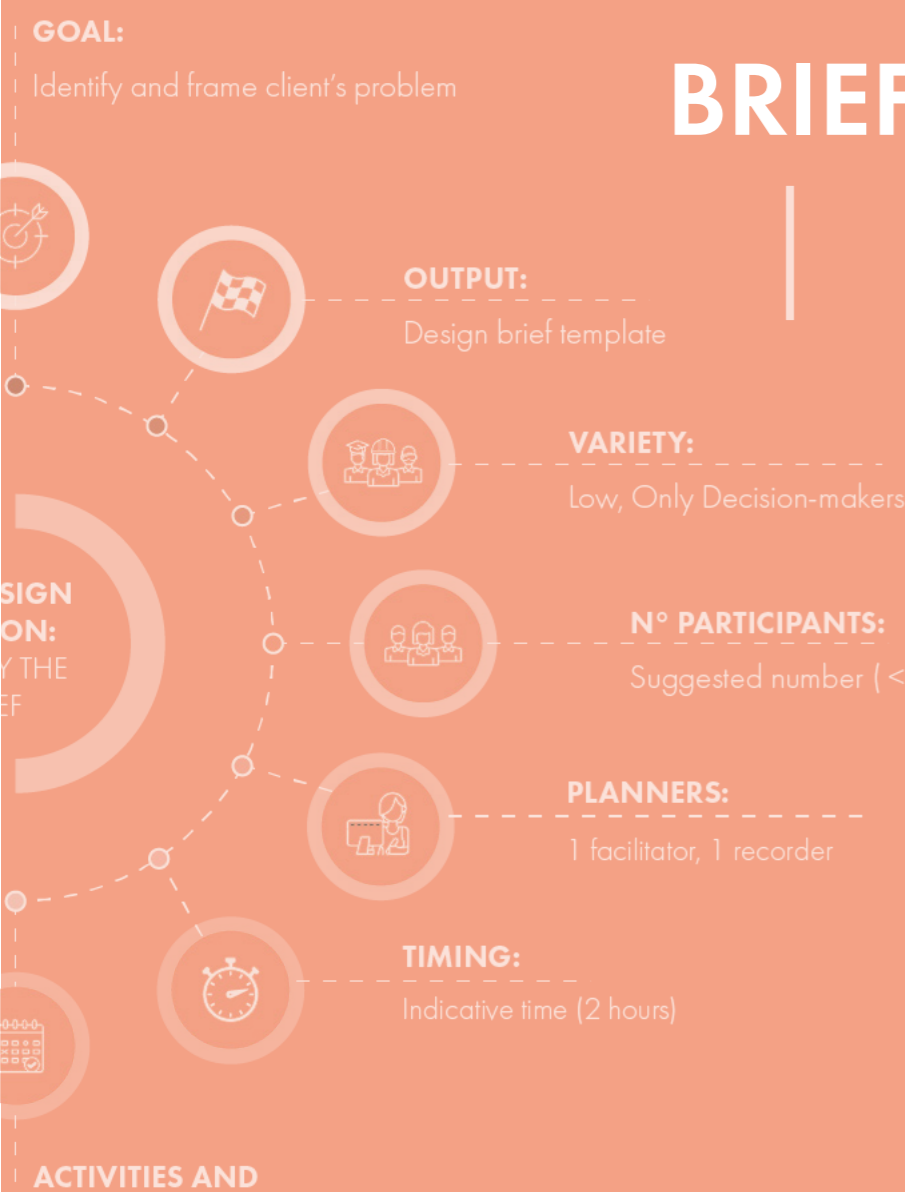 GOAL:
Identify and frame client's problem
BRIEF
OUTPUT:
Design brief template
VARIETY:
Low, Only Decision-makers
SIGN
ON:
Y THE
EF
N° PARTICIPANTS:
Suggested number ( <
PLANNERS:
1 facilitator, 1 recorder
TIMING:
Indicative time (2 hours)
ACTIVITIES AND